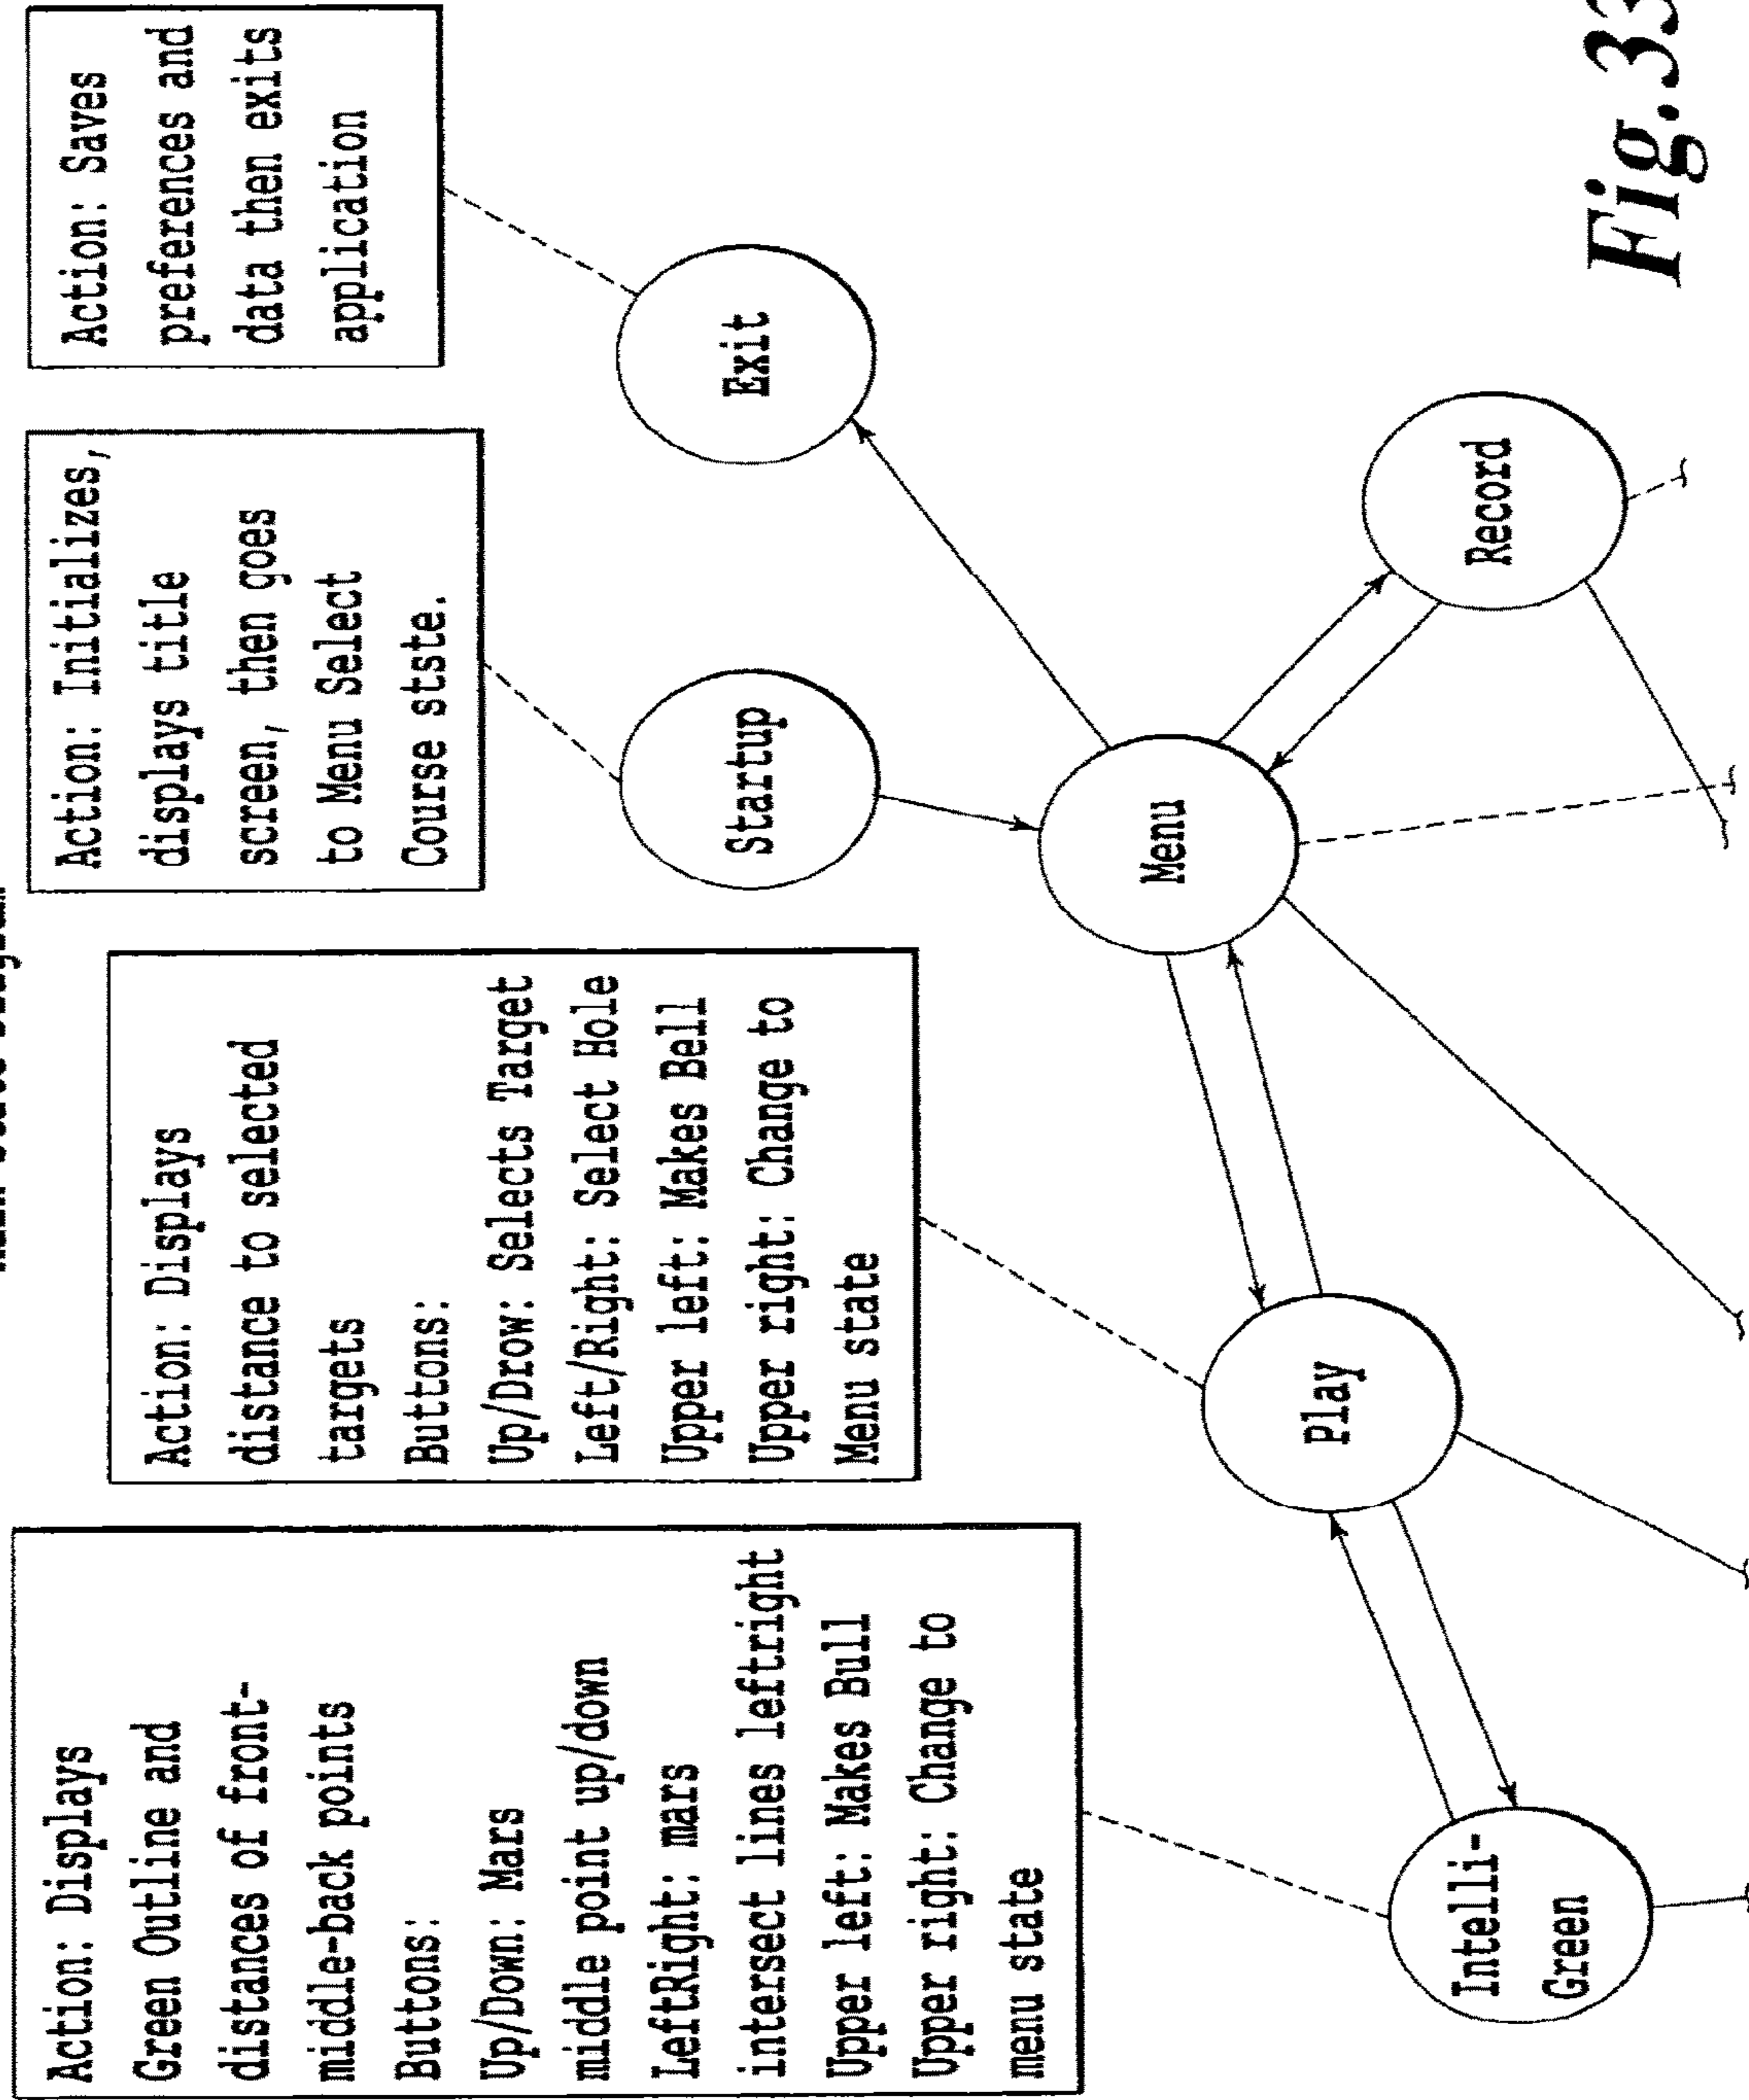 Action: Displays
Green Outline and
distances of front-
middle-back points
Buttons:
Up/Down: Mars
middle point up/down
LeftRight: mars
intersect lines leftright
Upper left: Makes Bull
Upper right: Change to
menu state
Action: Displays
distance to selected
targets
Buttons:
Up/Drow: Selects Target
Left/Right: Select Hole
Upper left: Makes Bell
Upper right: Change to
Menu state
Action: Initializes,
displays title
screen, then goes
to Menu Select
Course stste.
Action: Saves
preferences and
data then exits
application
Startup
Exit
Menu
Play
Record
Intelli-
Green
Fig.33